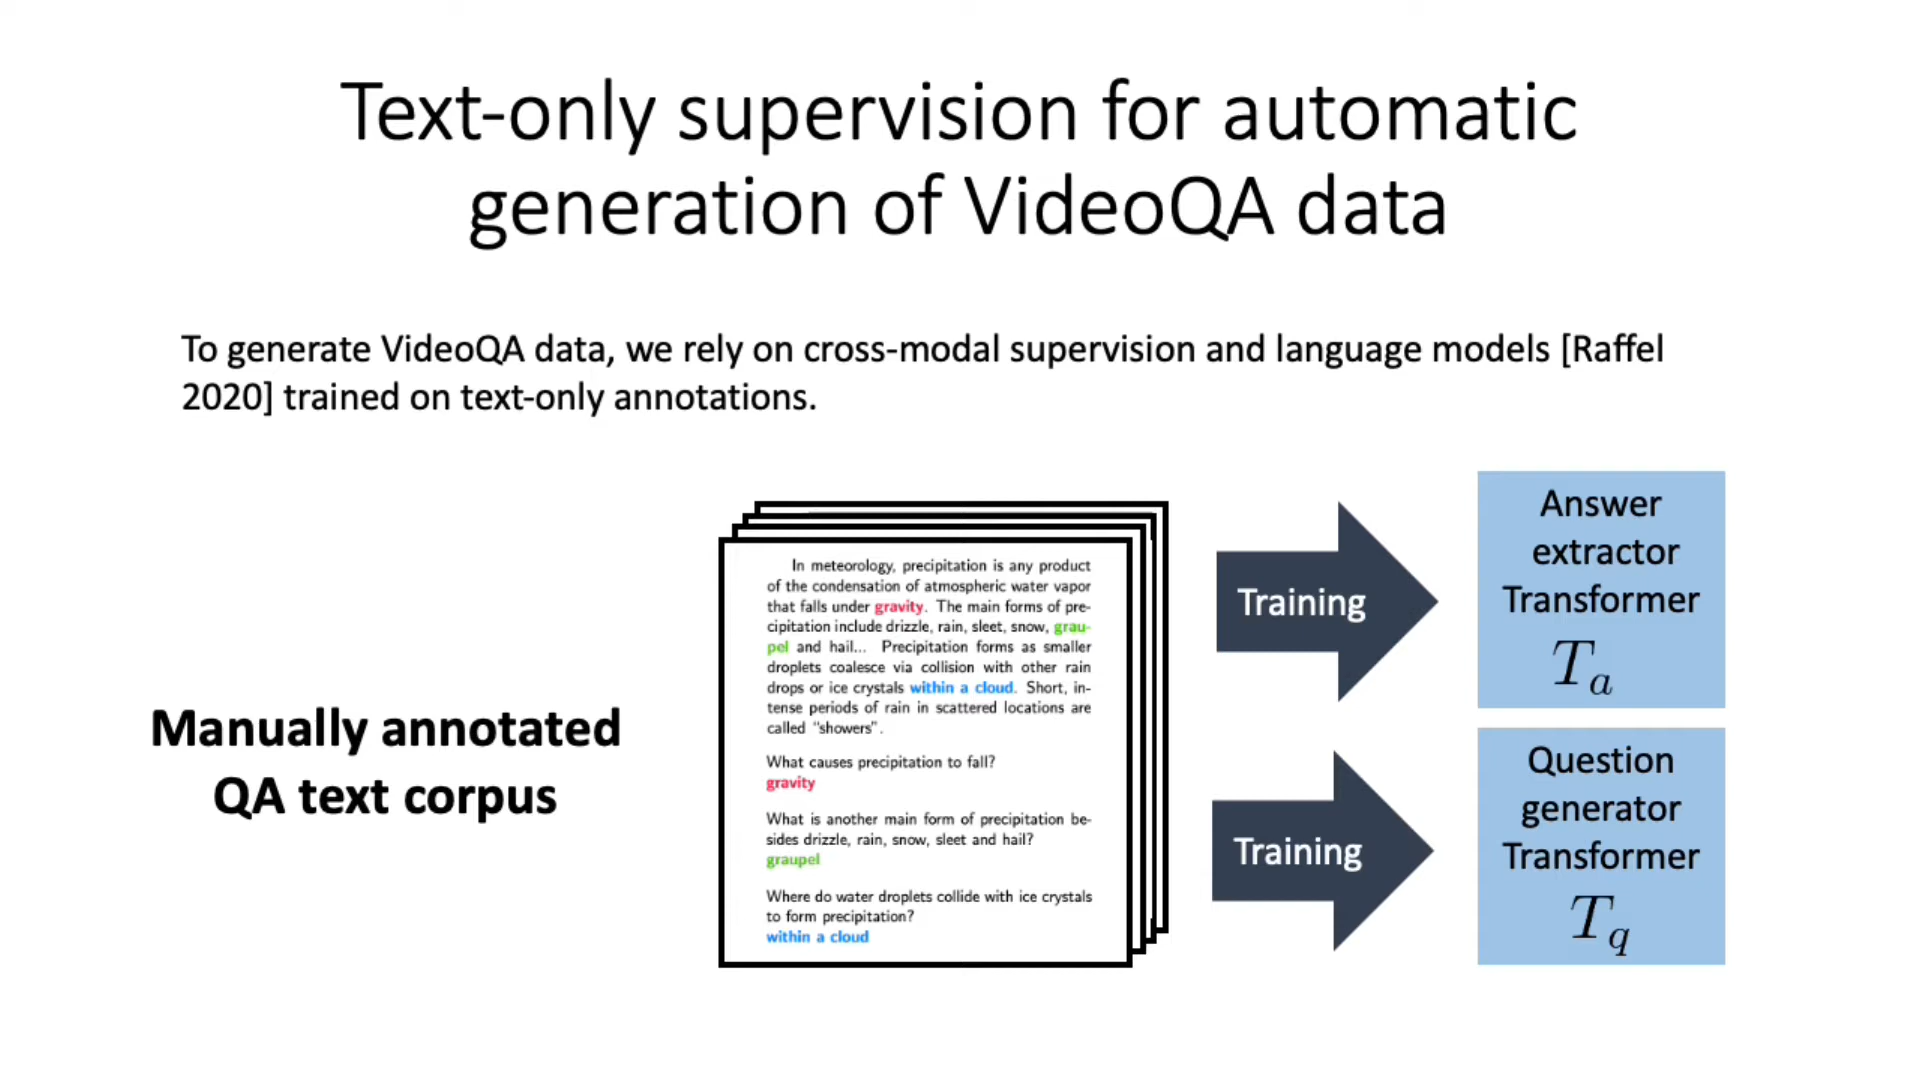 Text-only supervision for automatic
generation of VideoQA data
To generate VideoQA data, we rely on cross-modal supervision and language models [Raffel
2020] trained on text-only annotations.
Manually annotated
QA text corpus
In meteorology, precipitation is any product
of the condensation of atmospheric water vapor
that falls under gravity. The main forms of pre-
cipitation include drizzle, rain, sleet, snow, grau-
pel and hail... Precipitation forms as smaller
droplets coalesce via collision with other rain
drops or ice crystals within a cloud. Short, in-
tense periods of rain in scattered locations are
called “showers”.
What causes precipitation to fall?
gravity
What is another main form of precipitation be-
sides drizzle, rain, snow, sleet and hail?
graupel
Where do water droplets collide with ice crystals
to form precipitation?
within a cloud
Training
Answer
extractor
Transformer
T_a
Training
Question
generator
Transformer
T_q